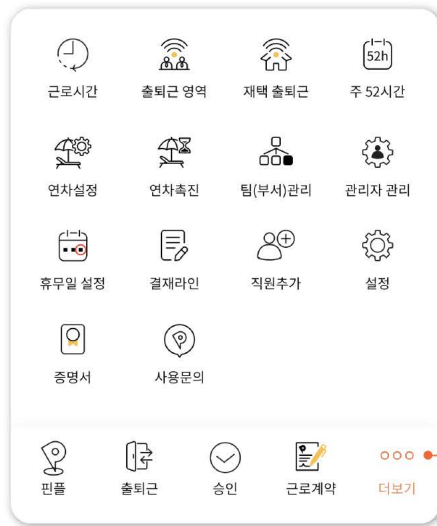 근로시간 출퇴근 영역 재택 출퇴근 52h 주 52시간
연차설정 연차촉진 팀(부서)관리 관리자 관리
휴무일 설정 결재라인 직원추가 설정
증명서 사용문의
핀플 출퇴근 승인 근로계약 더보기